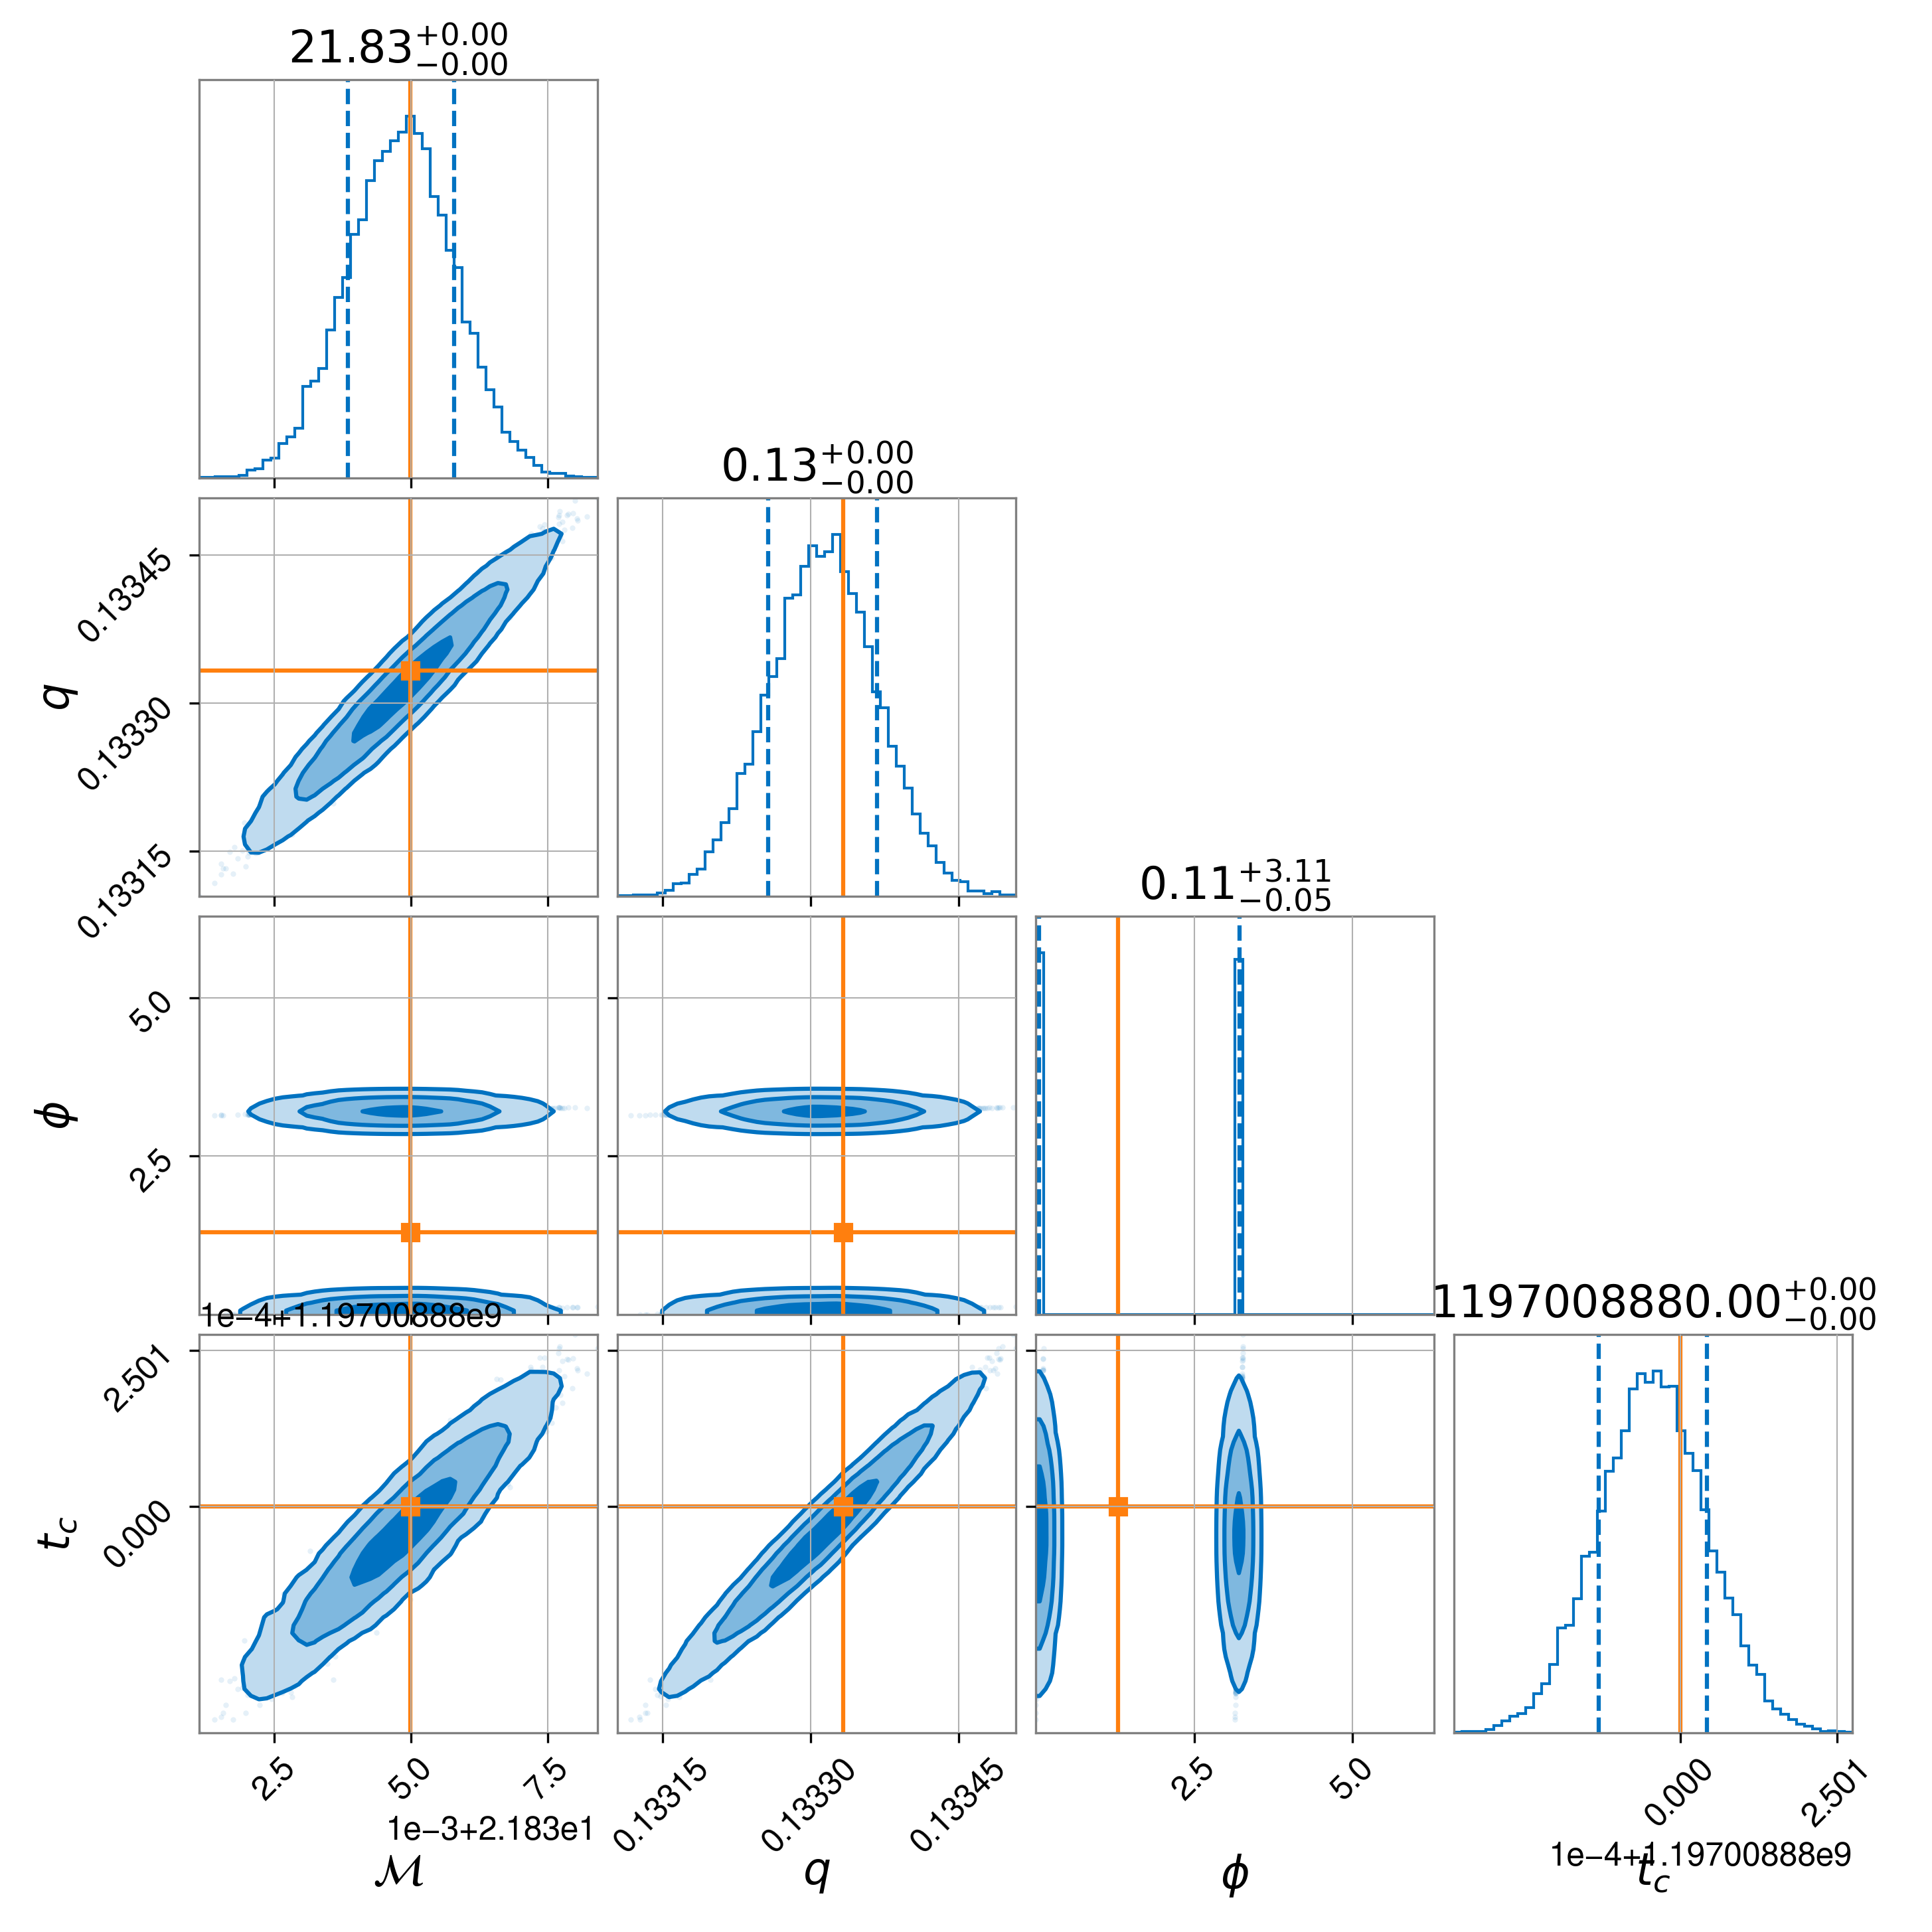 21.83+0.00−0.00
0.13+0.00−0.00
0.13345
0.13330
0.13315
q
0.11+3.11−0.05
5.0
2.5
ϕ
1e−4+1.19700888e9
1197008880.00+0.00−0.00
2.501
0.000
t_c
2.5 5.0 7.5
1e−3+2.183e1
ℳ
0.13315 0.13330 0.13345
q
2.5 5.0
ϕ
0.000 2.501
1e−4+1.19700888e9
t_c